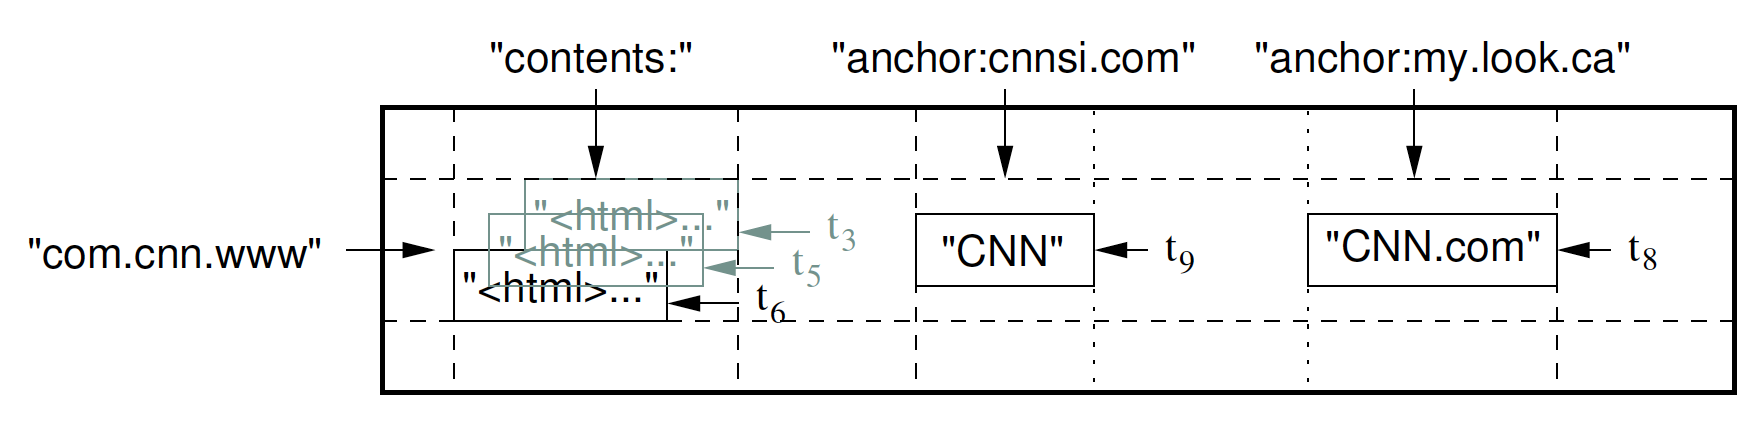 "contents:"
"anchor:cnnsi.com"
"anchor:my.look.ca"
"com.cnn.www"
"<html>..."
t3
"<html>..."
t5
"<html>..."
t6
"CNN"
t9
"CNN.com"
t8